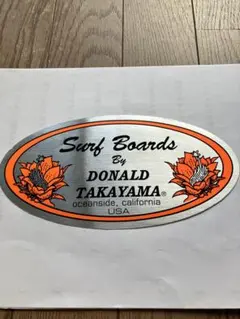 Surf Boards
By
DONALD
TAKAYAMA®
oceanside, california
USA